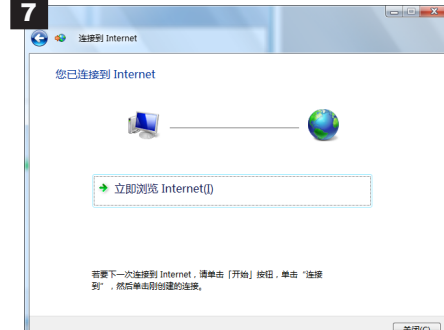 7
连接到 Internet
您已连接到 Internet
立即浏览 Internet(I)
若要下一次连接到 Internet，请单击「开始」按钮，单击“连接
到”，然后单击刚创建的连接。
关闭(C)